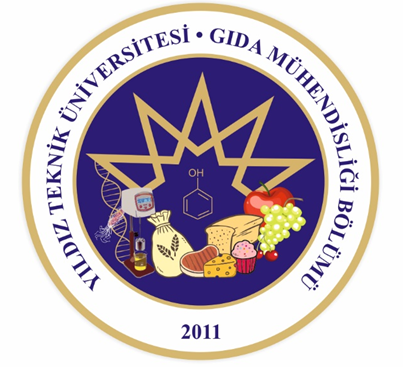 YILDIZ TEKNİK ÜNİVERSİTESİ • GIDA MÜHENDİSLİĞİ BÖLÜMÜ
OH
2011